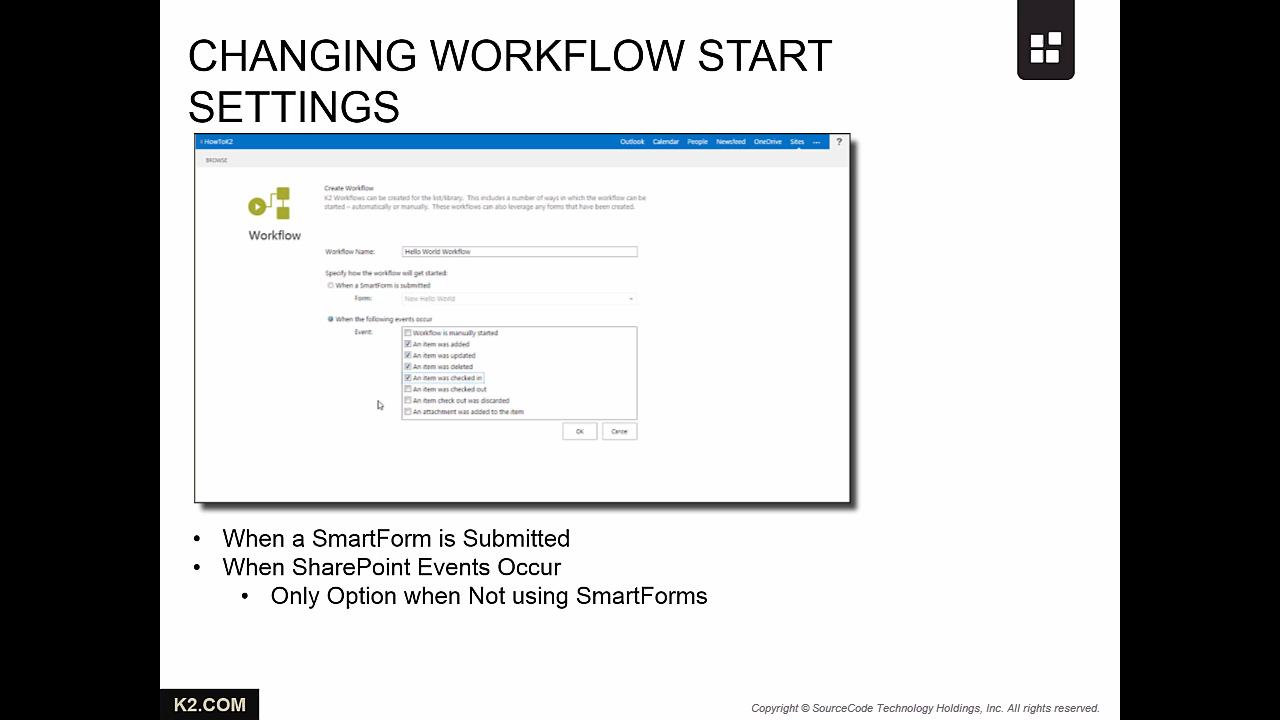 CHANGING WORKFLOW START
SETTINGS
HowToK2
Outlook Calendar People Newsfeed OneDrive Sites ... ?
BROWSE
Create Workflow
K2 Workflows can be created for the list/library. This includes a number of ways in which the workflow can be
started – automatically or manually. These workflows can also leverage any forms that have been created.
Workflow
Workflow Name: Hello World Workflow
Specify how the workflow will get started:
When a SmartForm is submitted
Form: New Hello World
When the following events occur
Event: Workflow is manually started
An item was added
An item was updated
An item was deleted
An item was checked in
An item was checked out
An item check out was discarded
An attachment was added to the item
OK Cancel
• When a SmartForm is Submitted
• When SharePoint Events Occur
• Only Option when Not using SmartForms
K2.COM
Copyright © SourceCode Technology Holdings, Inc. All rights reserved.